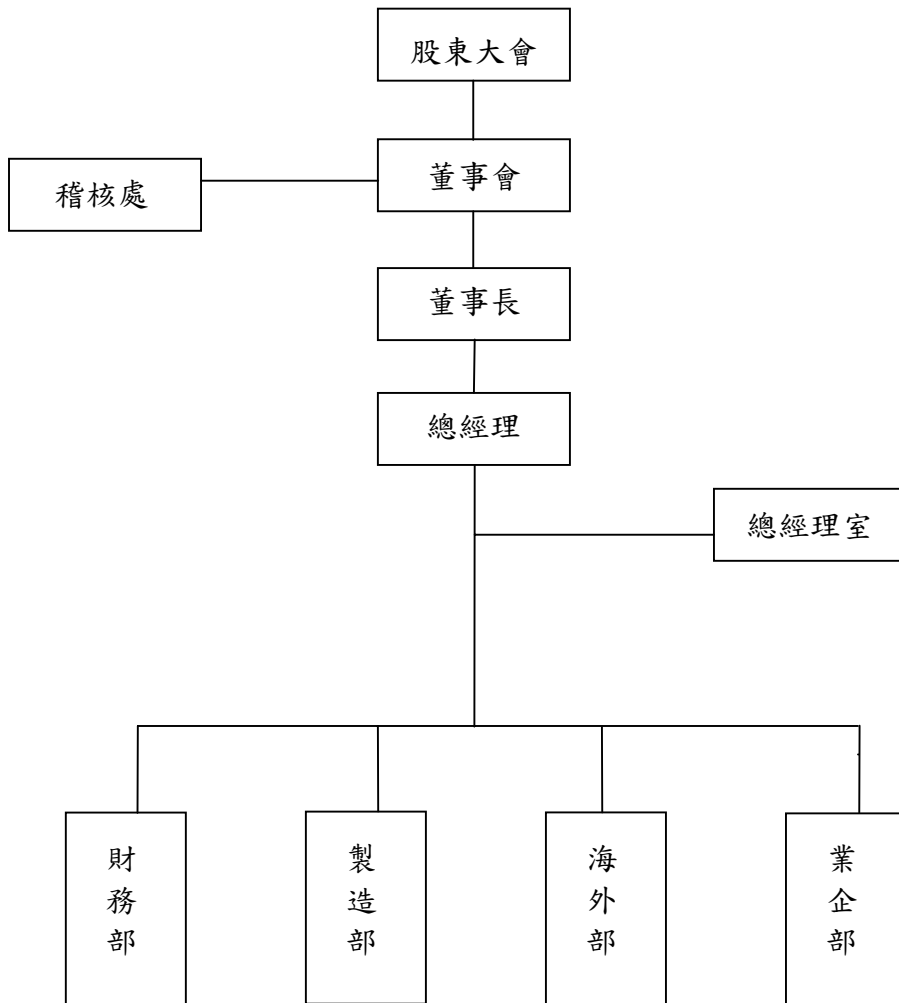 股東大會
董事會
稽核處
董事長
總經理
總經理室
財務部
製造部
海外部
業企部